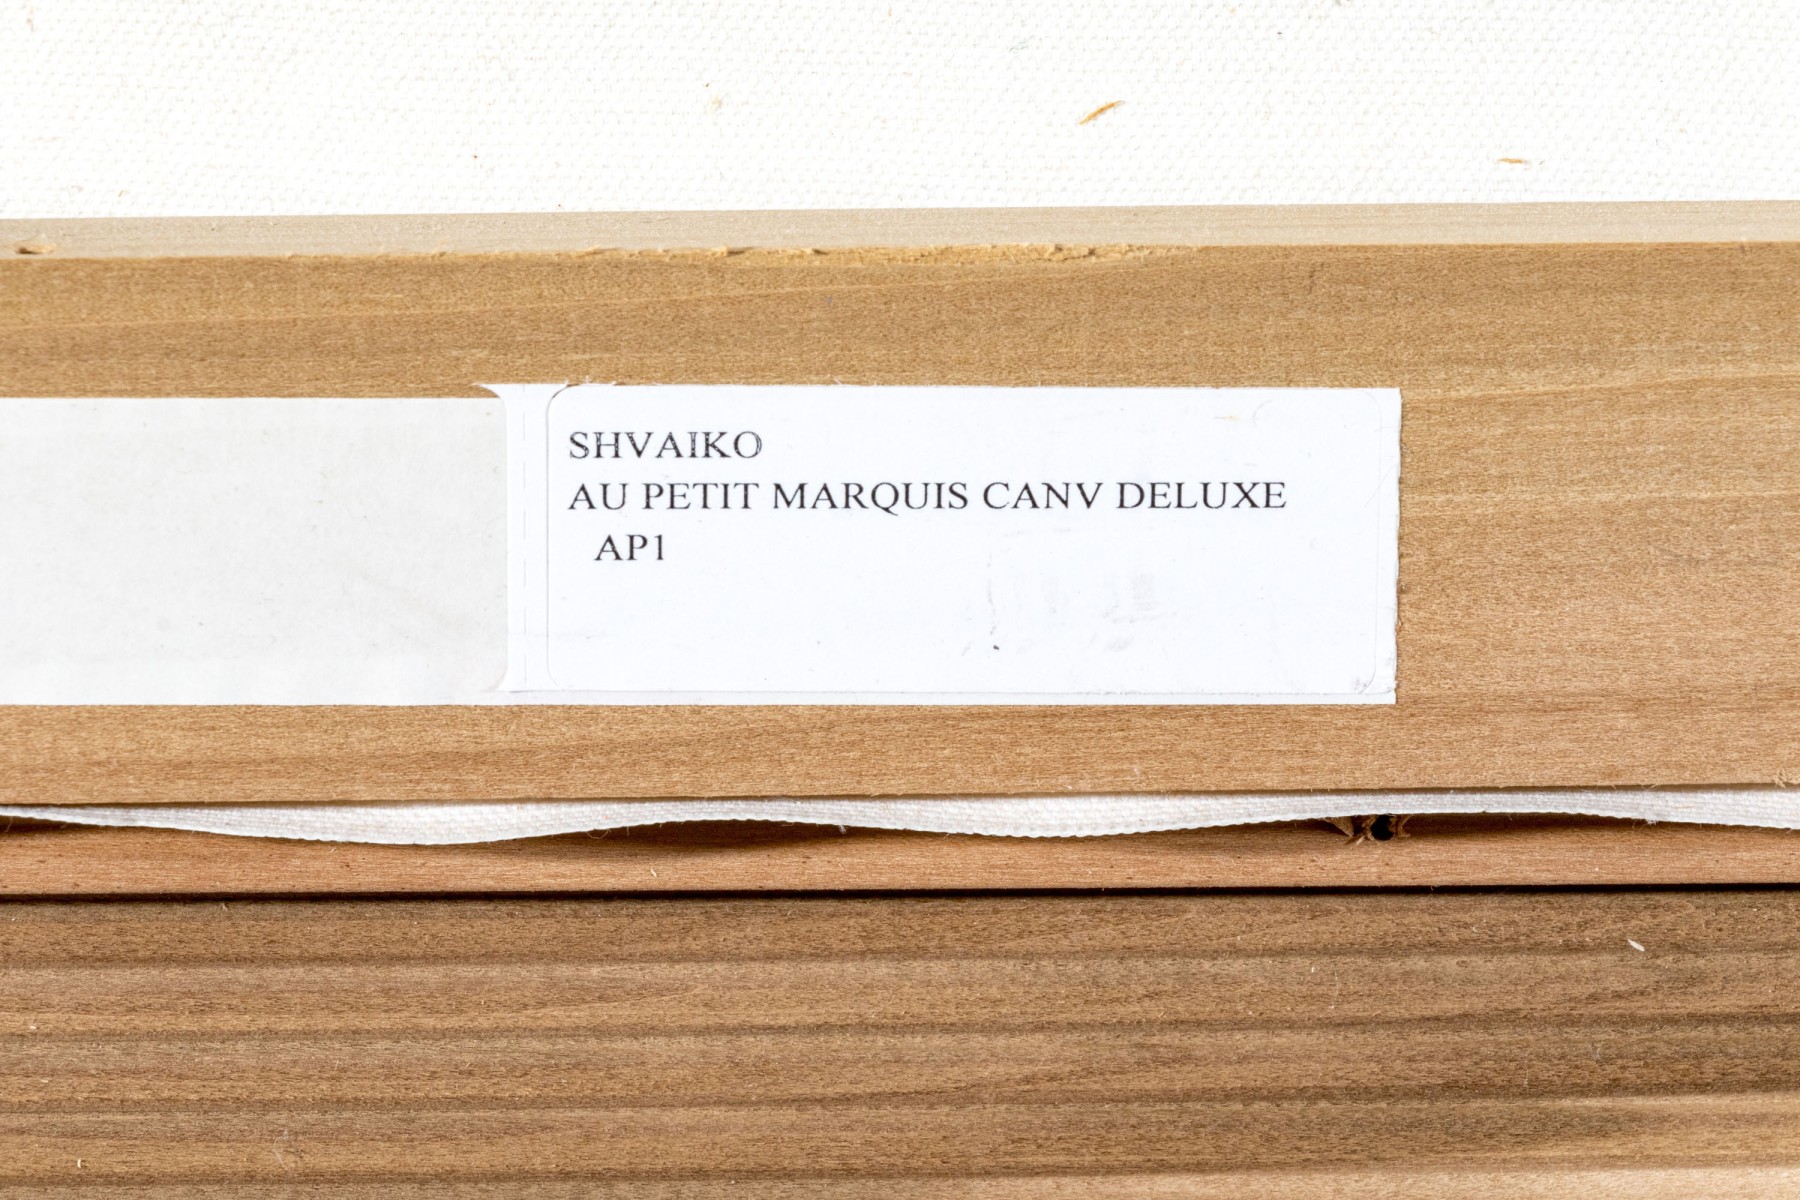 SHVAIKO
AU PETIT MARQUIS CANV DELUXE
AP1